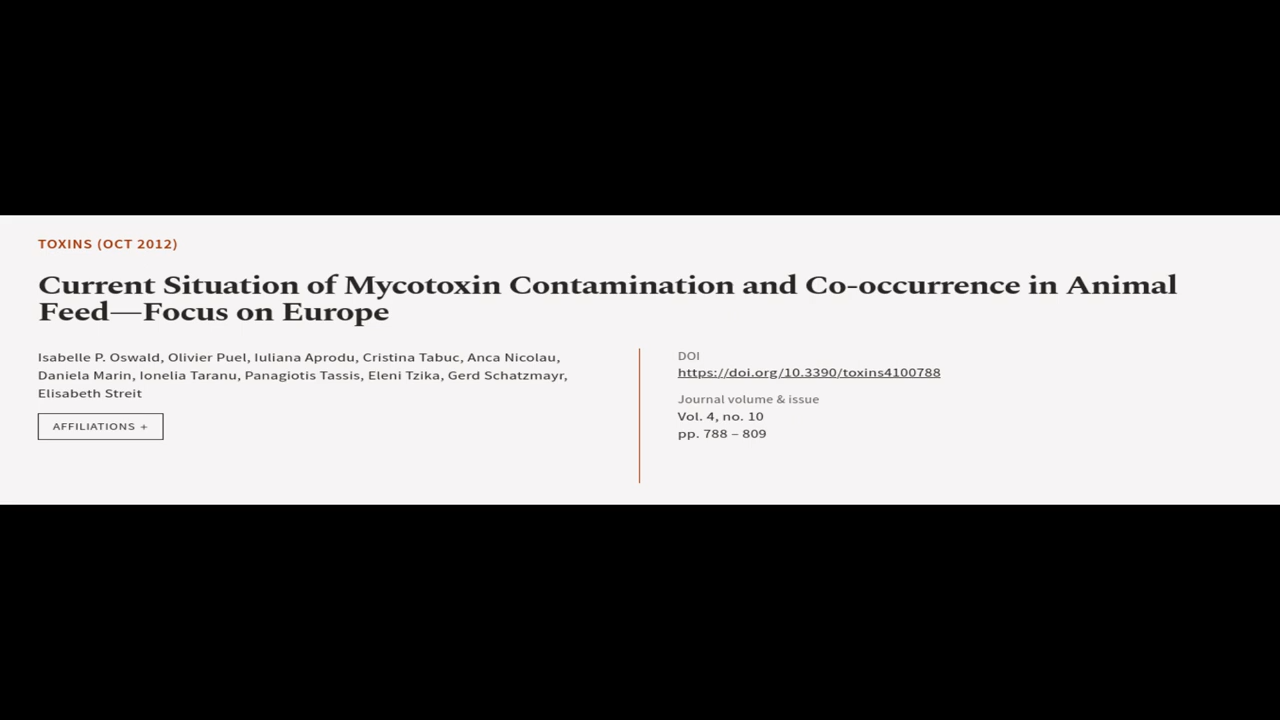 TOXINS (OCT 2012)
Current Situation of Mycotoxin Contamination and Co-occurrence in Animal
Feed—Focus on Europe
Isabelle P. Oswald, Olivier Puel, Iuliana Aprodu, Cristina Tabuc, Anca Nicolau,
Daniela Marin, Ionelia Taranu, Panagiotis Tassis, Eleni Tzika, Gerd Schatzmayr,
Elisabeth Streit
AFFILIATIONS +
DOI
https://doi.org/10.3390/toxins4100788
Journal volume & issue
Vol. 4, no. 10
pp. 788 – 809